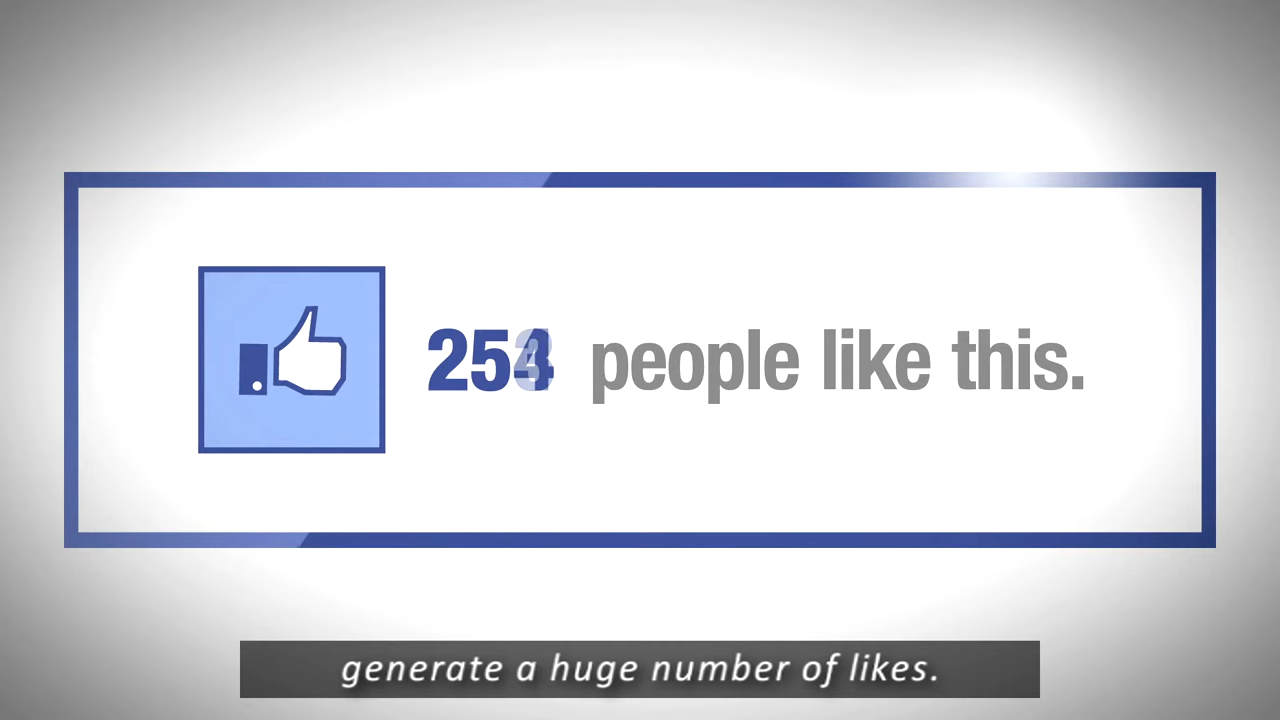 254 people like this.
generate a huge number of likes.